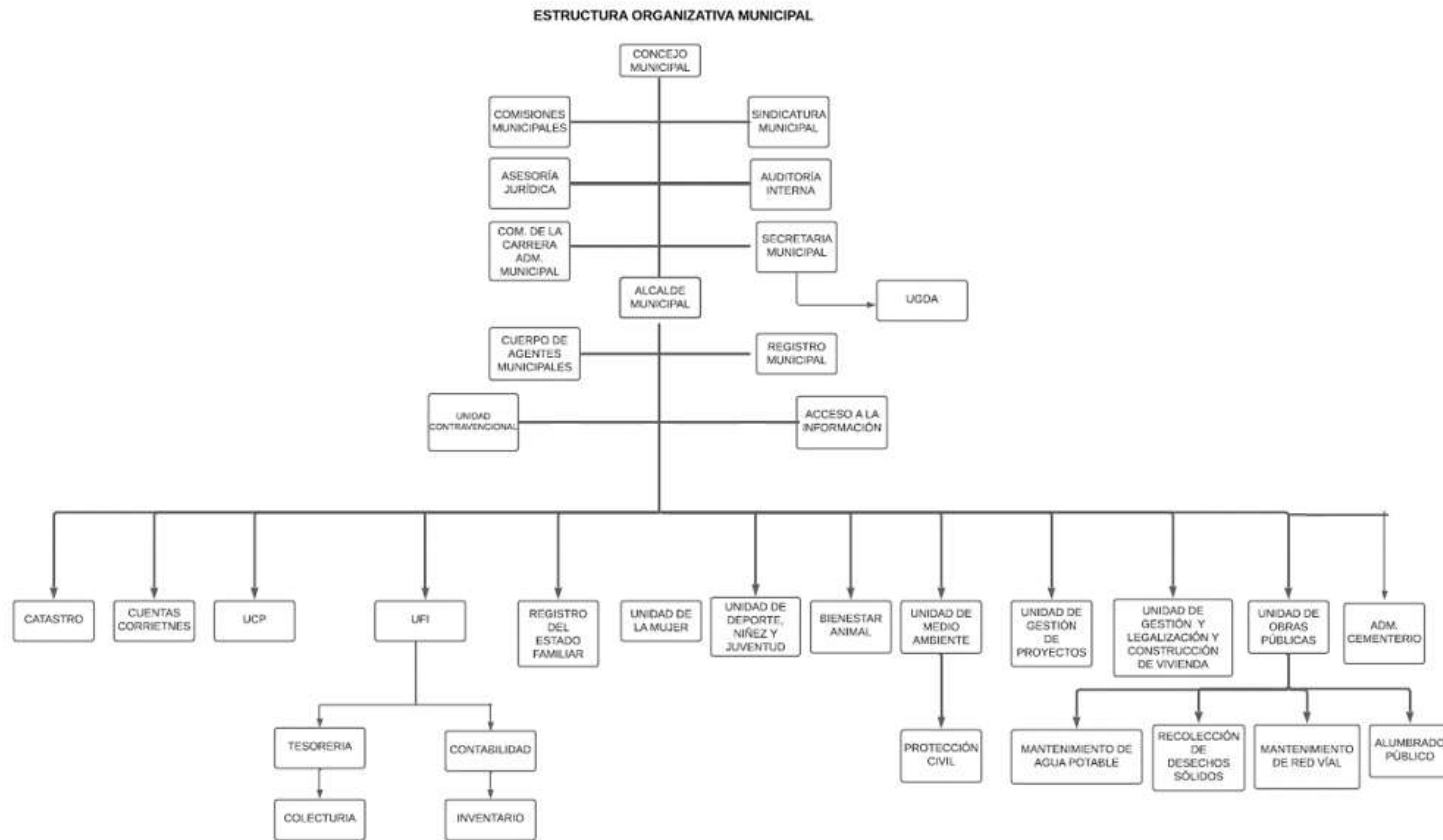 ESTRUCTURA ORGANIZATIVA MUNICIPAL
CONCEJO
MUNICIPAL
COMISIONES
MUNICIPALES
SINDICATURA
MUNICIPAL
ASESORÍA
JURÍDICA
AUDITORÍA
INTERNA
COM. DE LA
CARRERA
ADM.
MUNICIPAL
SECRETARIA
MUNICIPAL
ALCALDE
MUNICIPAL
UGDA
CUERPO DE
AGENTES
MUNICIPALES
REGISTRO
MUNICIPAL
UNIDAD
CONTRAVENCIONAL
ACCESO A LA
INFORMACIÓN
CATASTRO
CUENTAS
CORRIETNES
UCP
UFI
REGISTRO
DEL
ESTADO
FAMILIAR
UNIDAD DE
LA MUJER
UNIDAD DE
DEPORTE,
NIÑEZ Y
JUVENTUD
BIENESTAR
ANIMAL
UNIDAD DE
MEDIO
AMBIENTE
UNIDAD DE
GESTIÓN
DE
PROYECTOS
UNIDAD DE
GESTIÓN Y
LEGALIZACIÓN Y
CONSTRUCCIÓN
DE VIVIENDA
UNIDAD DE
OBRAS
PÚBLICAS
ADM.
CEMENTERIO
TESORERIA
CONTABILIDAD
PROTECCIÓN
CIVIL
MANTENIMIENTO DE
AGUA POTABLE
RECOLECCIÓN
DE
DESECHOS
SÓLIDOS
MANTENIMIENTO
DE RED VÍAL
ALUMBRADO
PÚBLICO
COLECTURIA
INVENTARIO